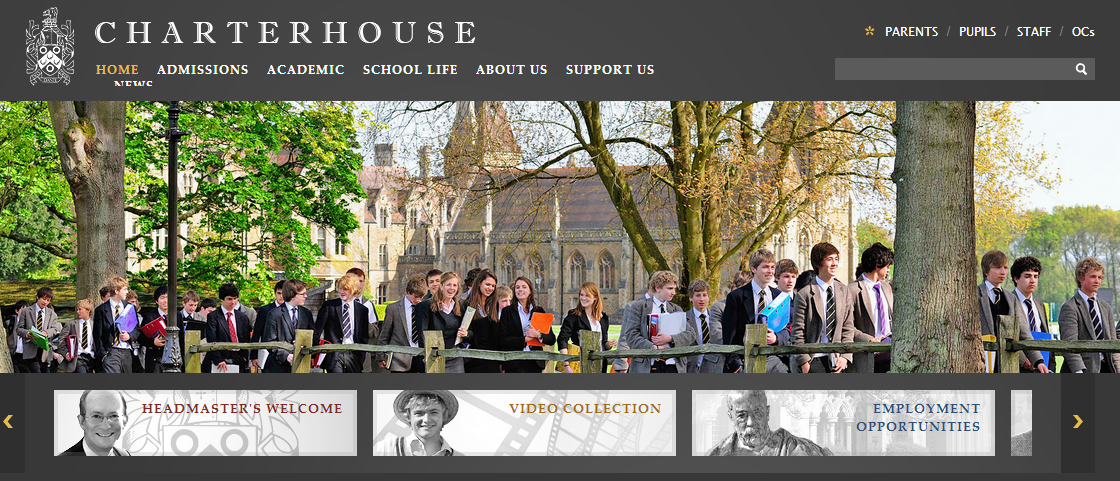 CHARTERHOUSE
* PARENTS / PUPILS / STAFF / OCs
HOME ADMISSIONS ACADEMIC SCHOOL LIFE ABOUT US SUPPORT US
NEWS
HEADMASTER'S WELCOME
VIDEO COLLECTION
EMPLOYMENT
OPPORTUNITIES